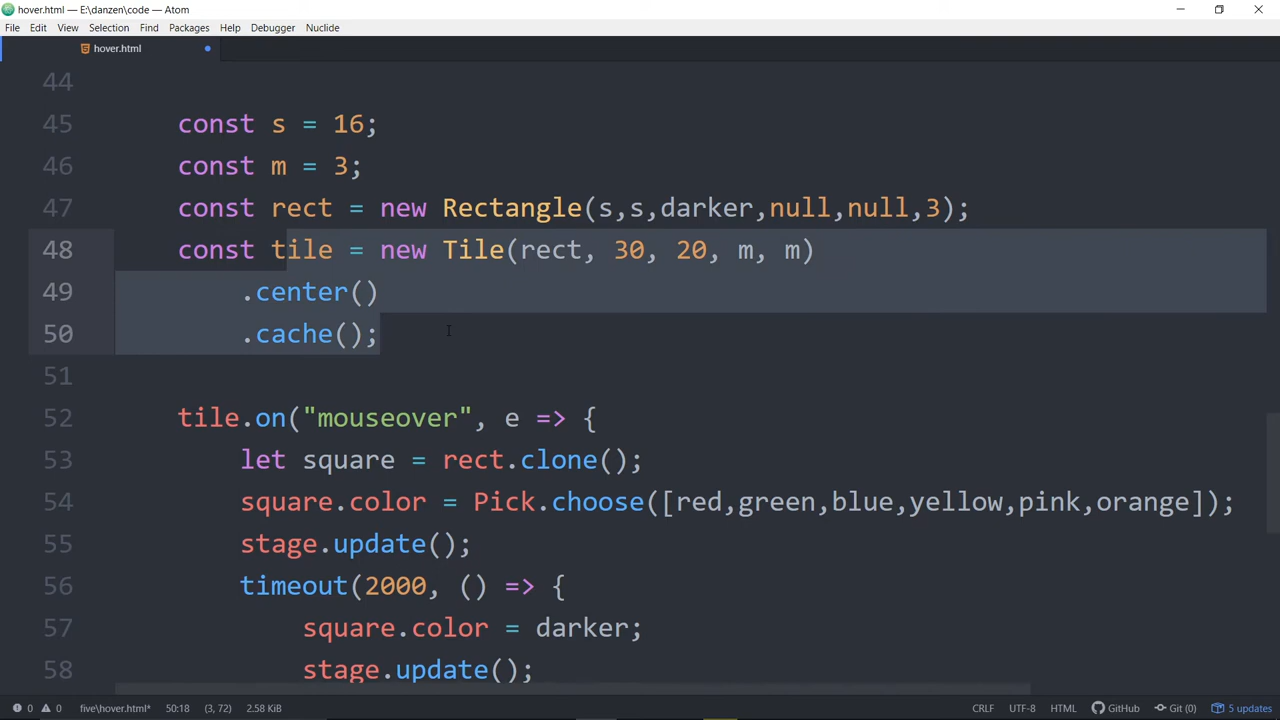 hover.html — E:\danzen\code — Atom
File Edit View Selection Find Packages Help Debugger Nuclide
hover.html
44
45 const s = 16;
46 const m = 3;
47 const rect = new Rectangle(s,s,darker,null,null,3);
48 const tile = new Tile(rect, 30, 20, m, m)
49 .center()
50 .cache();
51
52 tile.on("mouseover", e => {
53 let square = rect.clone();
54 square.color = Pick.choose([red,green,blue,yellow,pink,orange]);
55 stage.update();
56 timeout(2000, () => {
57 square.color = darker;
58 stage.update();
0 0 five\hover.html* 50:18 (3, 72) 2.58 KiB CRLF UTF-8 HTML GitHub Git (0) 5 updates